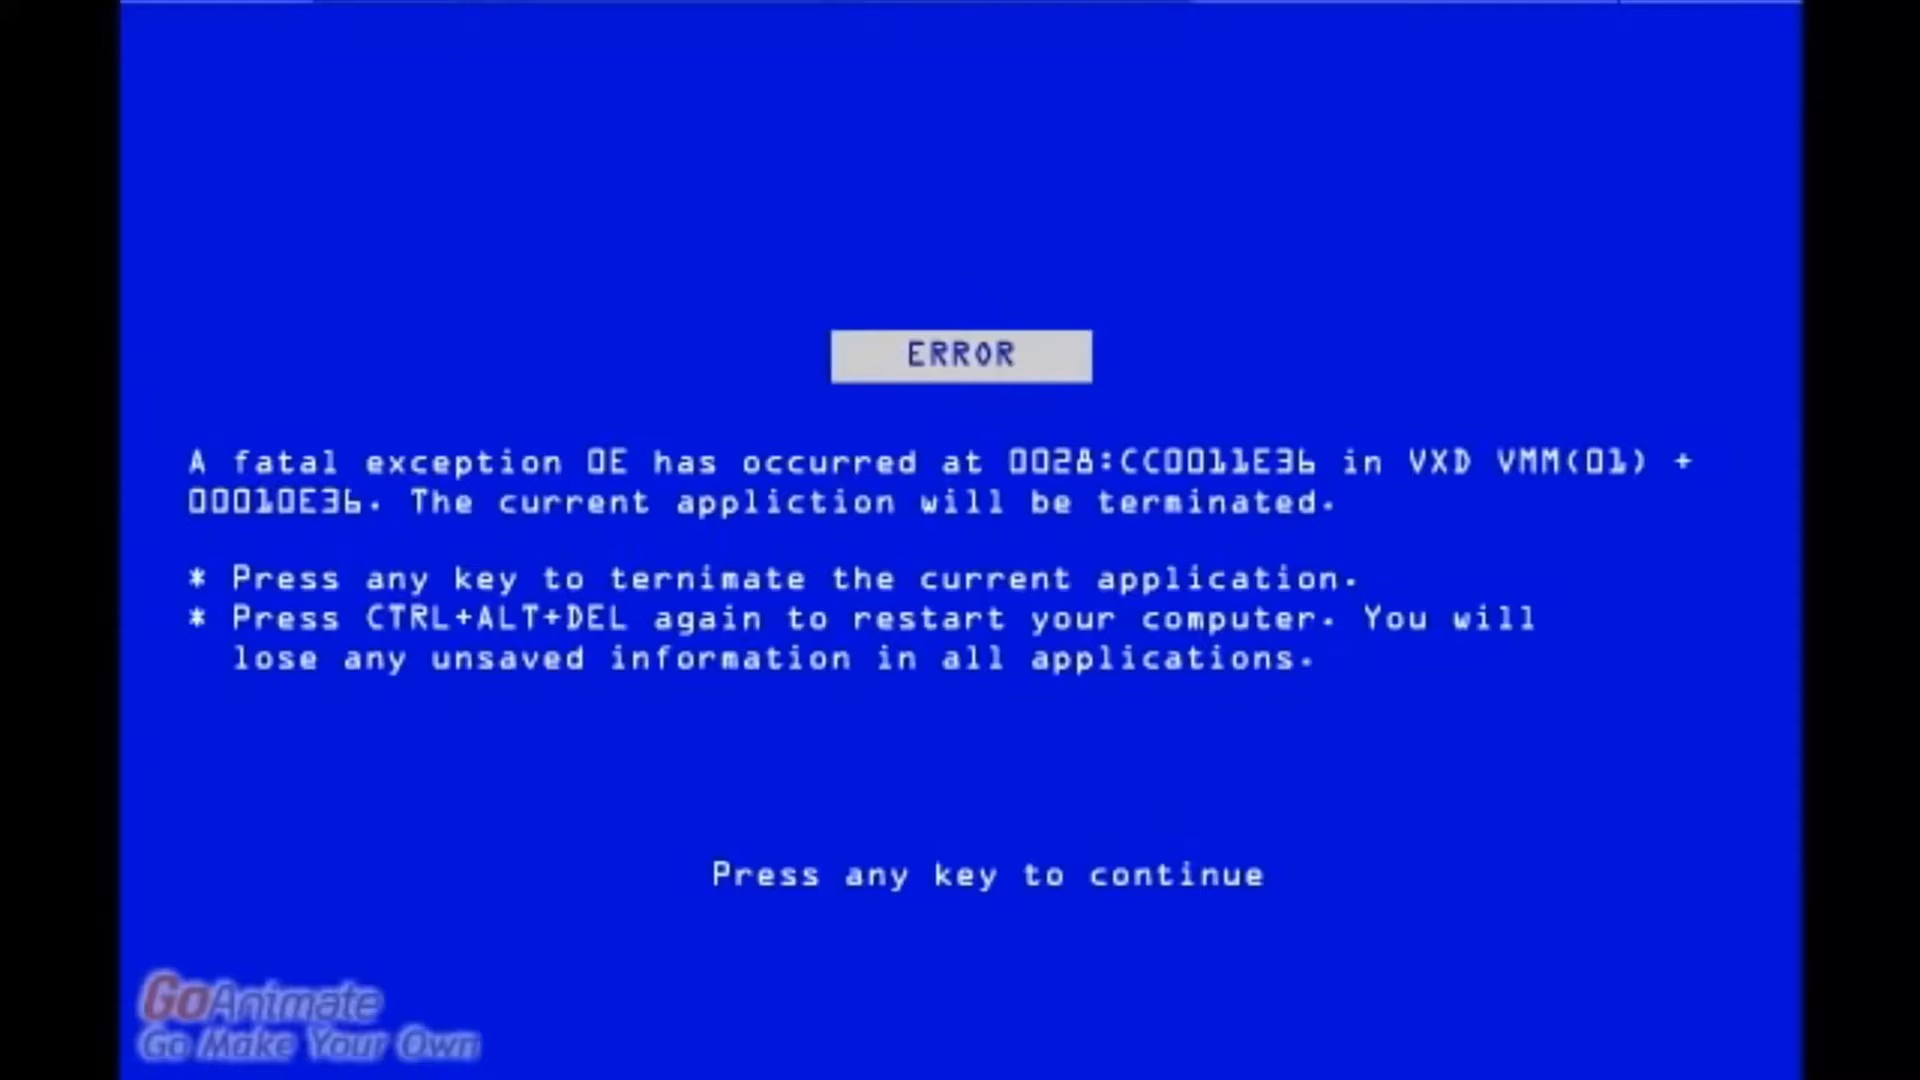 ERROR
A fatal exception 0E has occurred at 0028:CC0011E36 in VXD VMM(01) +
00010E36. The current appliction will be terminated.
* Press any key to ternimate the current application.
* Press CTRL+ALT+DEL again to restart your computer. You will
lose any unsaved information in all applications.
Press any key to continue
GoAnimate
Go Make Your Own